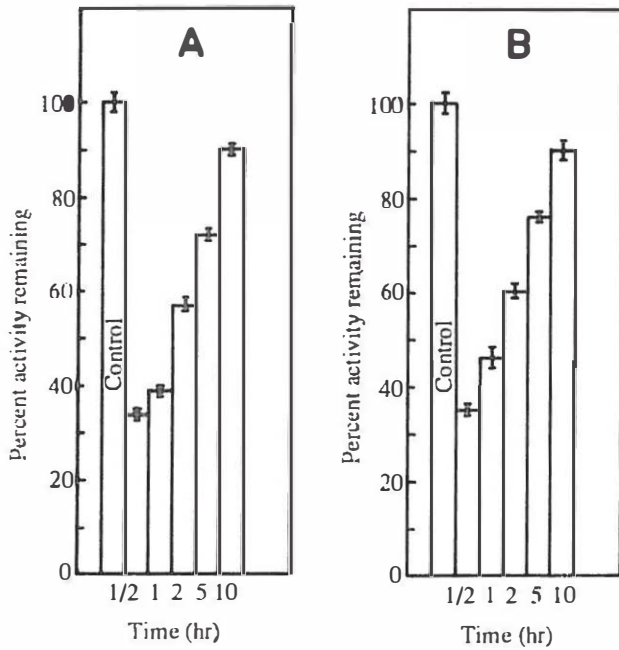 A
100
80
60
40
20
0
Percent activity remaining
Control
1/2 1 2 5 10
Time (hr)
B
100
80
60
40
20
0
Percent activity remaining
Control
1/2 1 2 5 10
Time (hr)